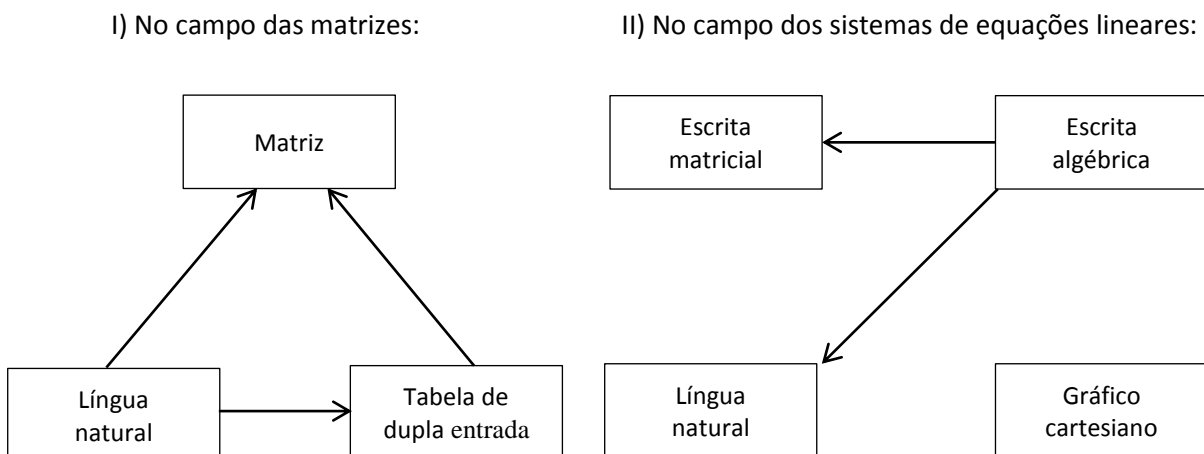 I) No campo das matrizes:
II) No campo dos sistemas de equações lineares:
Matriz
Escrita
matricial
Escrita
algébrica
Língua
natural
Tabela de
dupla entrada
Língua
natural
Gráfico
cartesiano